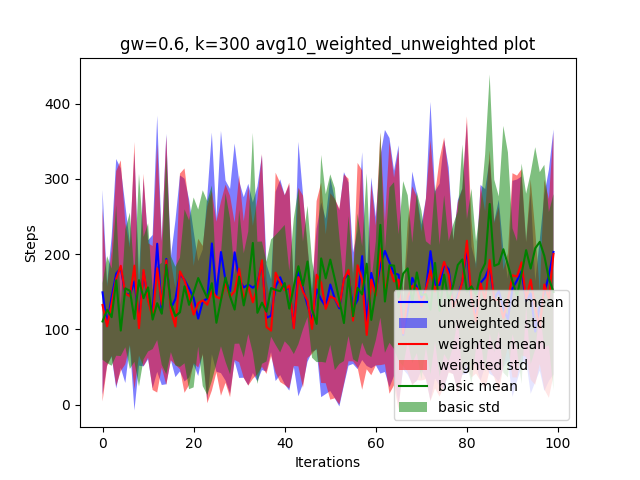 gw=0.6, k=300 avg10_weighted_unweighted plot
Steps
400
300
200
100
0
unweighted mean
unweighted std
weighted mean
weighted std
basic mean
basic std
0 20 40 60 80 100
Iterations